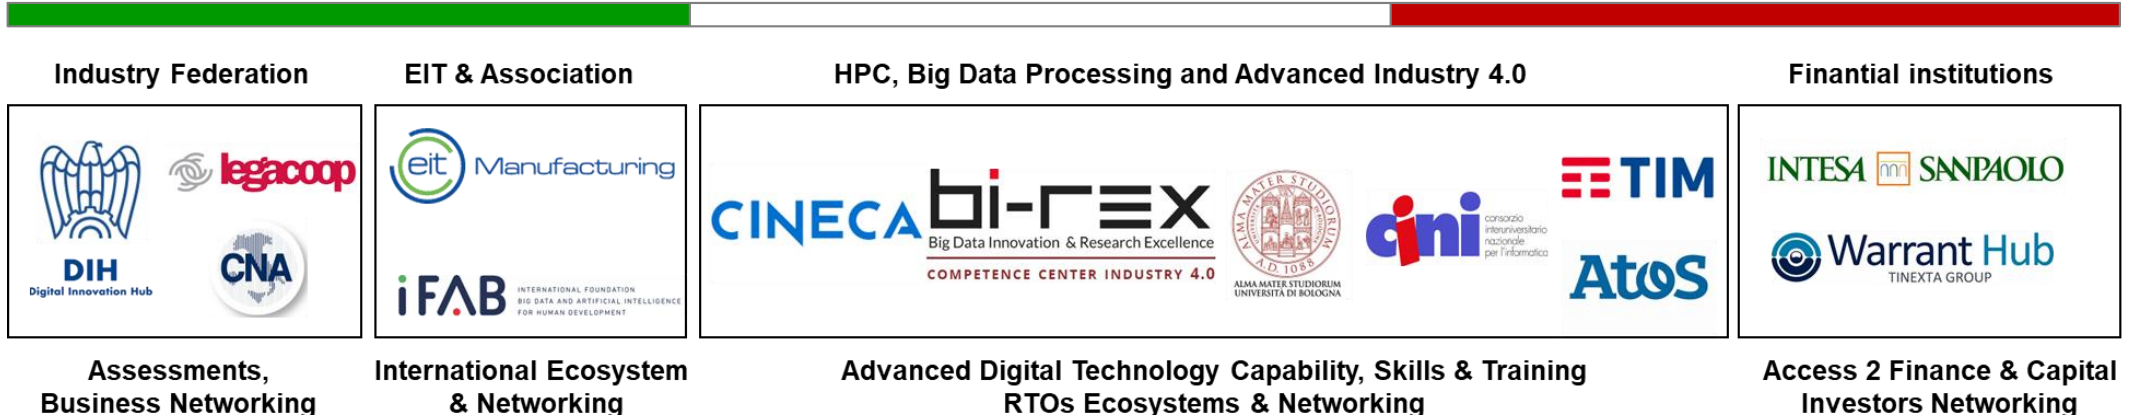 Industry Federation
EIT & Association
HPC, Big Data Processing and Advanced Industry 4.0
Finantial institutions
DIH
Digital Innovation Hub
legacoop
CNA
eit Manufacturing
iFAB
INTERNATIONAL FOUNDATION
BIG DATA AND ARTIFICIAL INTELLIGENCE
FOR HUMAN DEVELOPMENT
CINECA
bi-rex
Big Data Innovation & Research Excellence
COMPETENCE CENTER INDUSTRY 4.0
ALMA MATER STUDIORUM
A.D. 1088
ALMA MATER STUDIORUM
UNIVERSITÀ DI BOLOGNA
cini
consorzio
interuniversitario
nazionale
per l'informatica
TIM
Atos
INTESA SANPAOLO
Warrant Hub
TINEXTA GROUP
Assessments,
Business Networking
International Ecosystem
& Networking
Advanced Digital Technology Capability, Skills & Training
RTOs Ecosystems & Networking
Access 2 Finance & Capital
Investors Networking